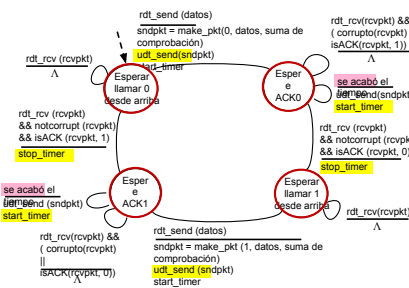 rdt_send (datos)
sndpkt = make_pkt(0, datos, suma de
comprobación)
udt_send(sndpkt)
start_timer
rdt_rcv(rcvpkt) &&
( corrupto(rcvpkt)
isACK(rcvpkt, 1))
Λ
rdt_rcv (rcvpkt)
Λ
Esperar
llamar 0
desde arriba
Esper
e
ACK0
se acabó el
tiempo
udt_send(sndpkt)
start_timer
rdt_rcv (rcvpkt)
&& notcorrupt (rcvpkt)
&& isACK (rcvpkt, 1)
stop_timer
rdt_rcv (rcvpkt)
&& notcorrupt (rcvpkt)
&& isACK (rcvpkt, 0)
stop_timer
se acabó el
tiempo
udt_send (sndpkt)
start_timer
Esper
e
ACK1
Esperar
llamar 1
desde arriba
rdt_rcv(rcvpkt)
Λ
rdt_rcv(rcvpkt) &&
( corrupto(rcvpkt)
||
isACK(rcvpkt, 0))
Λ
rdt_send (datos)
sndpkt = make_pkt (1, datos, suma de
comprobación)
udt_send (sndpkt)
start_timer